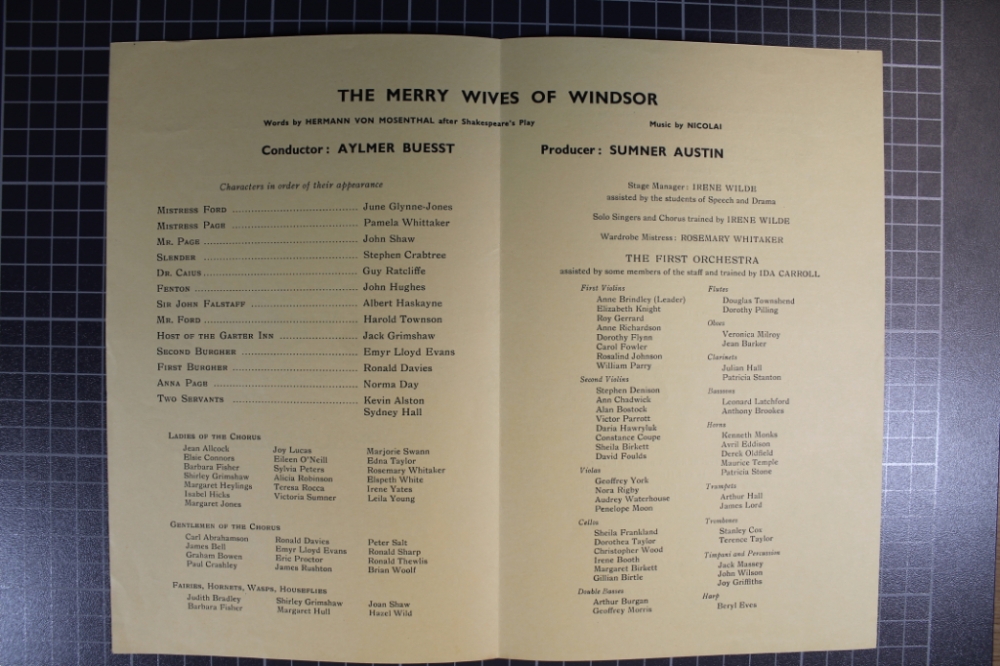 THE MERRY WIVES OF WINDSOR
Words by HERMANN VON MOSENTHAL after Shakespeare's Play
Music by NICOLAI
Conductor: AYLMER BUESST
Producer: SUMNER AUSTIN
Characters in order of their appearance
MISTRESS FORD .......... June Glynne-Jones
MISTRESS PAGE .......... Pamela Whittaker
MR. PAGE .......... John Shaw
SLENDER .......... Stephen Crabtree
DR. CAIUS .......... Guy Ratcliffe
FENTON .......... John Hughes
SIR JOHN FALSTAFF .......... Albert Haskayne
MR. FORD .......... Harold Townson
HOST OF THE GARTER INN .......... Jack Grimshaw
SECOND BURGHER .......... Emyr Lloyd Evans
FIRST BURGHER .......... Ronald Davies
ANNA PAGE .......... Norma Day
TWO SERVANTS .......... Kevin Alston
Sydney Hall
LADIES OF THE CHORUS
Jean Allcock
Elsie Connors
Barbara Fisher
Shirley Grimshaw
Margaret Heylings
Isabel Hicks
Margaret Jones
Joy Lucas
Eileen O'Neill
Sylvia Peters
Alicia Robinson
Teresa Rocca
Victoria Sumner
Marjorie Swann
Edna Taylor
Rosemary Whitaker
Elspeth White
Irene Yates
Leila Young
GENTLEMEN OF THE CHORUS
Carl Abrahamson
James Bell
Graham Bowen
Paul Crashley
Ronald Davies
Emyr Lloyd Evans
Eric Proctor
James Rushton
Peter Salt
Ronald Sharp
Ronald Thewlis
Brian Woolf
FAIRIES, HORNETS, WASPS, HOUSEFLIES
Judith Bradley
Barbara Fisher
Shirley Grimshaw
Margaret Hull
Joan Shaw
Hazel Wild
Stage Manager: IRENE WILDE
assisted by the students of Speech and Drama
Solo Singers and Chorus trained by IRENE WILDE
Wardrobe Mistress: ROSEMARY WHITAKER
THE FIRST ORCHESTRA
assisted by some members of the staff and trained by IDA CARROLL
First Violins
Anne Brindley (Leader)
Elizabeth Knight
Roy Gerrard
Anne Richardson
Dorothy Flynn
Carol Fowler
Rosalind Johnson
William Parry
Second Violins
Stephen Denison
Ann Chadwick
Alan Bostock
Victor Parrott
Daria Hawryluk
Constance Coupe
Sheila Birkett
David Foulds
Violas
Geoffrey York
Nora Rigby
Audrey Waterhouse
Penelope Moon
Cellos
Sheila Frankland
Dorothea Taylor
Christopher Wood
Irene Booth
Margaret Birkett
Gillian Birtle
Double Basses
Arthur Burgan
Geoffrey Morris
Flutes
Douglas Townshend
Dorothy Pilling
Oboes
Veronica Milroy
Jean Barker
Clarinets
Julian Hall
Patricia Stanton
Bassoons
Leonard Latchford
Anthony Brookes
Horns
Kenneth Monks
Avril Eddison
Derek Oldfield
Maurice Temple
Patricia Stone
Trumpets
Arthur Hall
James Lord
Trombones
Stanley Cox
Terence Taylor
Timpani and Percussion
Jack Massey
John Wilson
Joy Griffiths
Harp
Beryl Eves